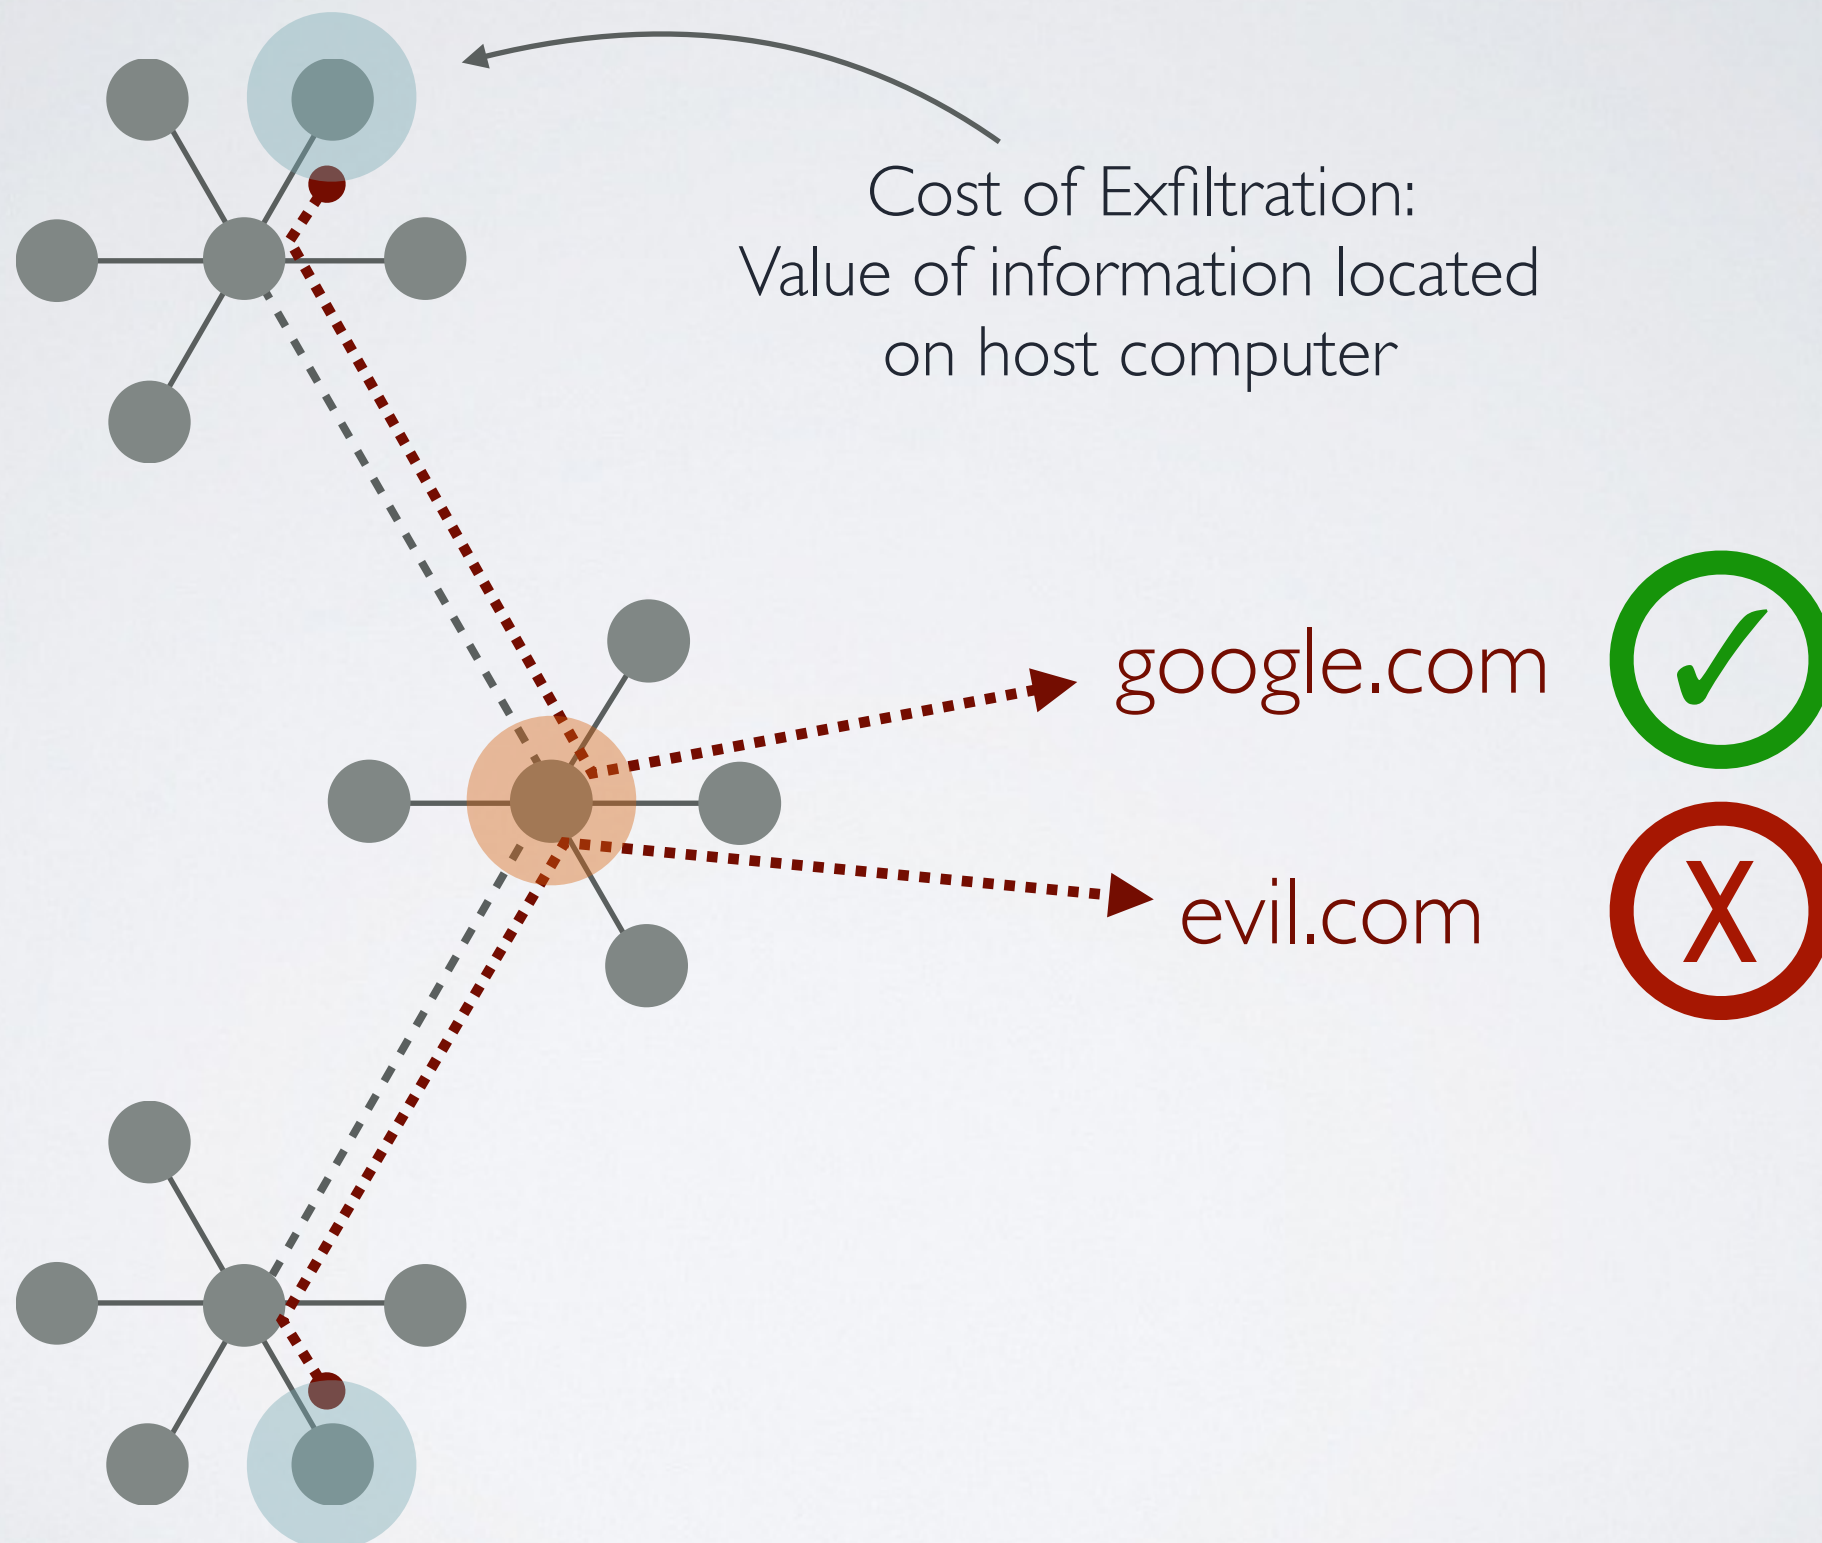 Cost of Exfiltration:
Value of information located
on host computer
google.com ✓
evil.com X